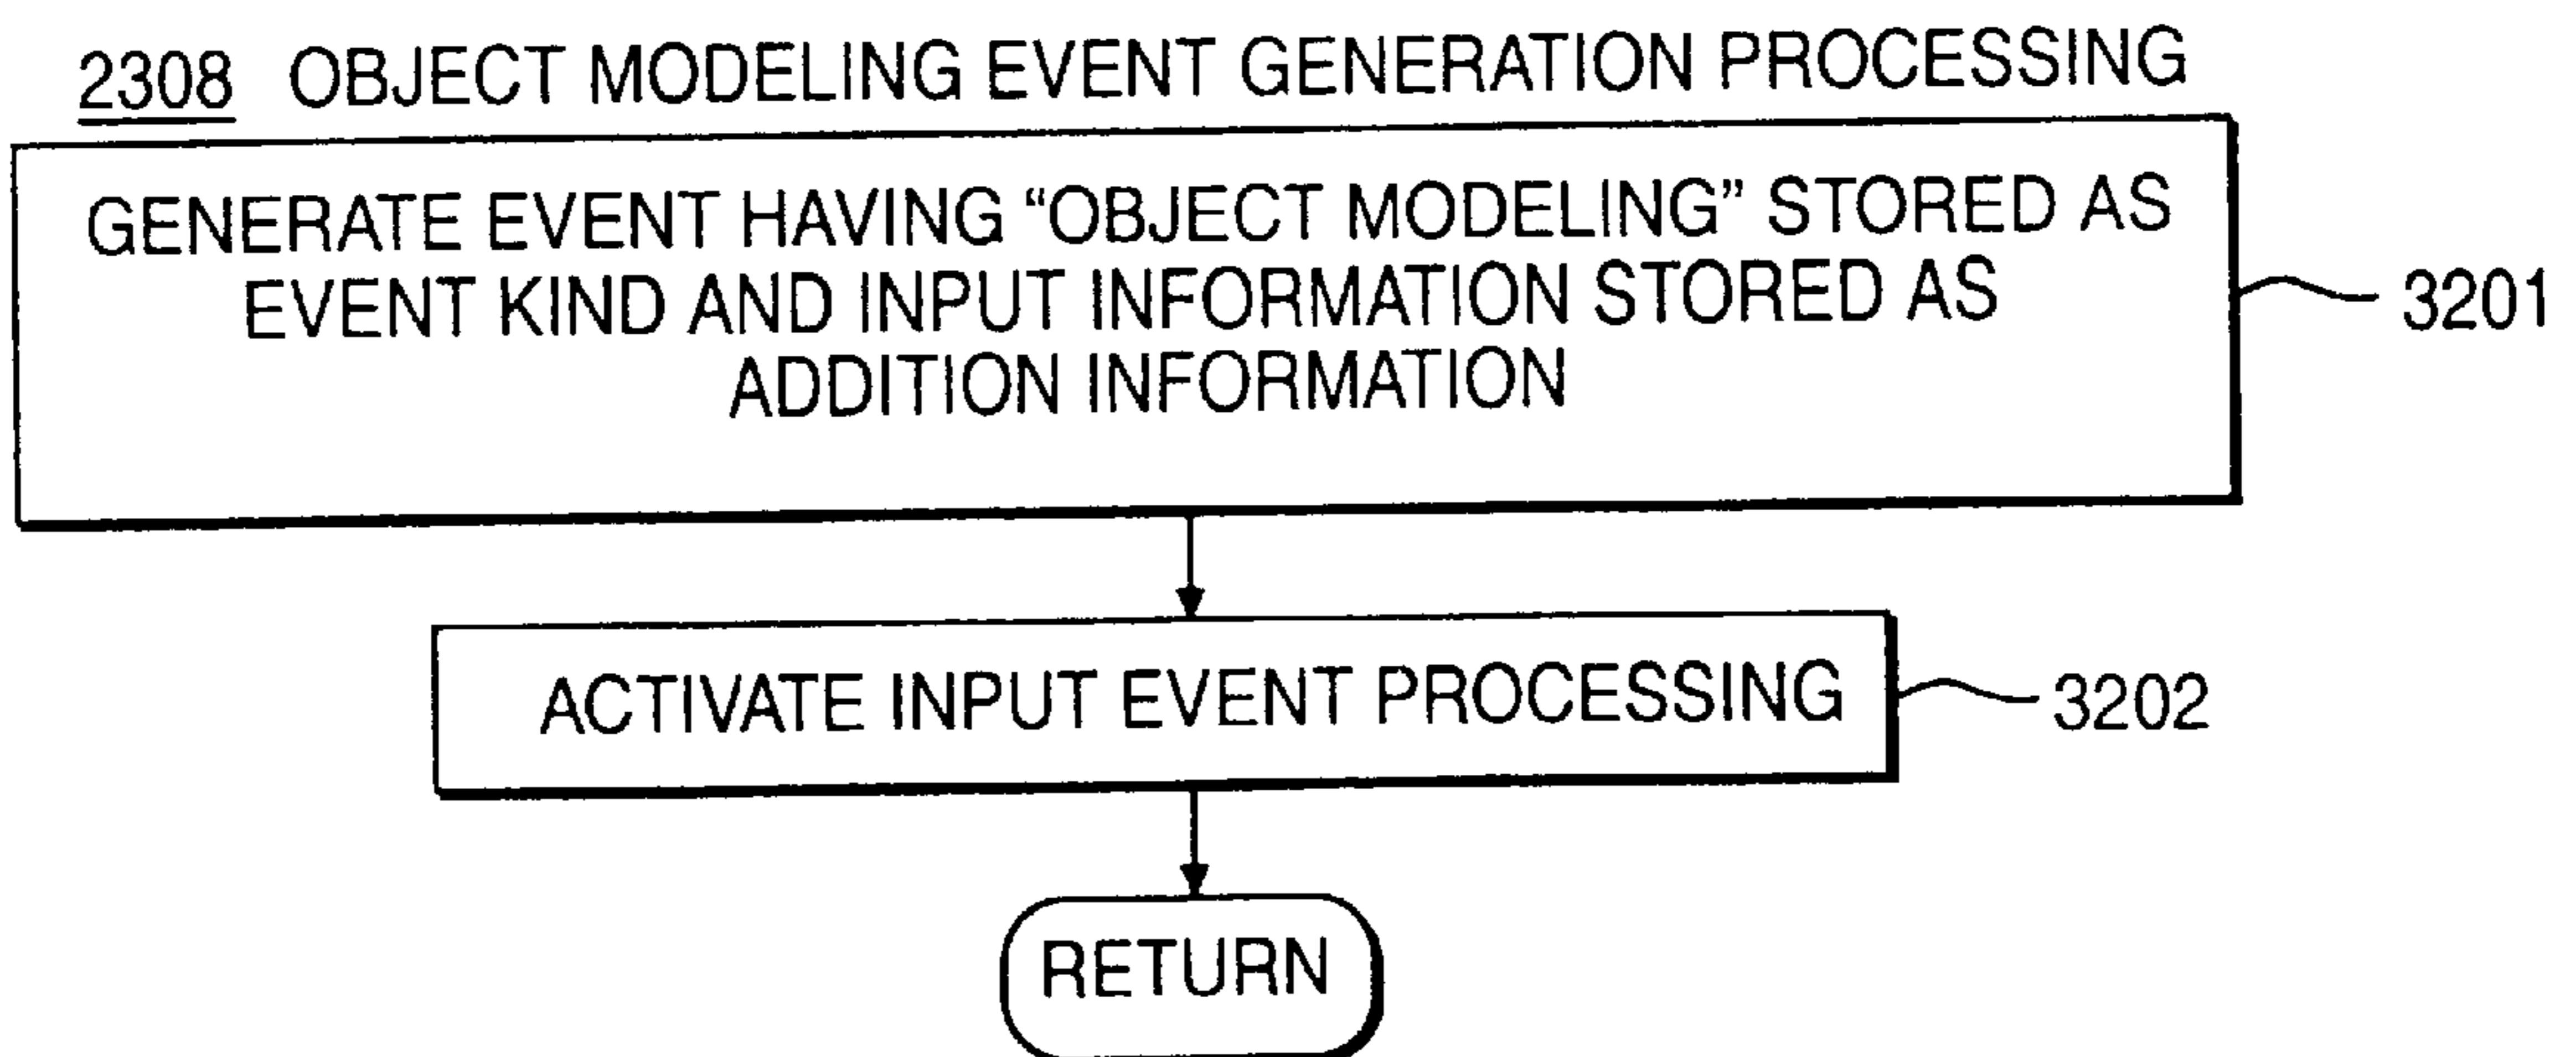 2308 OBJECT MODELING EVENT GENERATION PROCESSING
GENERATE EVENT HAVING “OBJECT MODELING” STORED AS
EVENT KIND AND INPUT INFORMATION STORED AS
ADDITION INFORMATION
3201
ACTIVATE INPUT EVENT PROCESSING
3202
RETURN